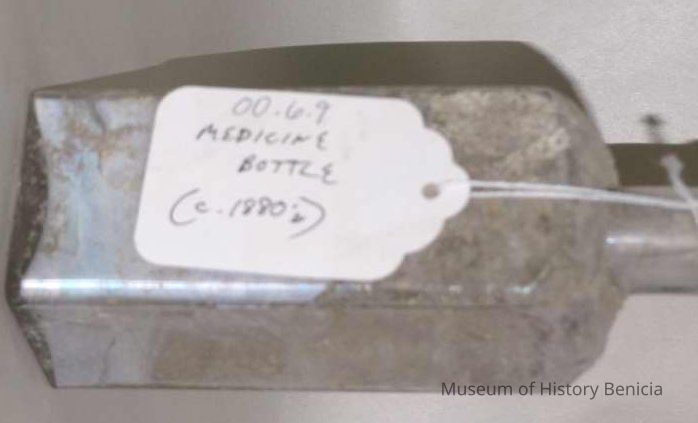 00.6.9
MEDICINE
BOTTLE
(c. 1880's)
Museum of History Benicia